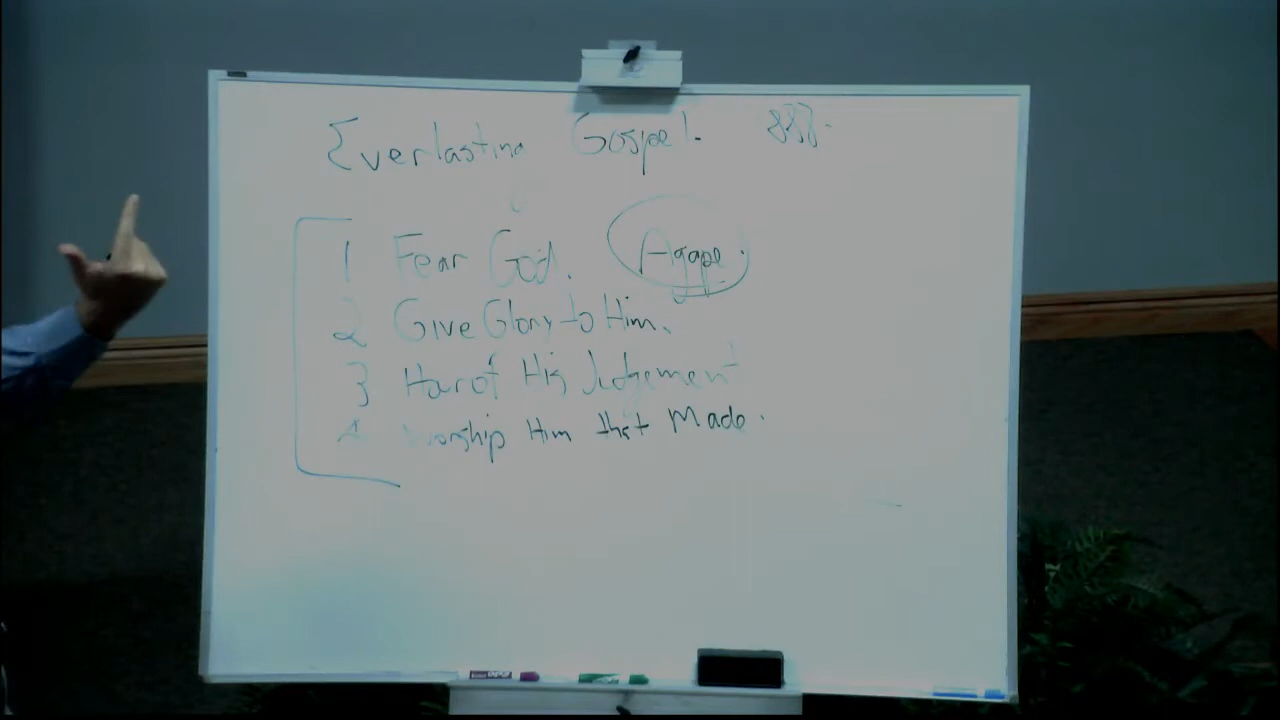 Everlasting Gospel.
1 Fear God. Agape.
2 Give Glory to Him.
3 Hour of His Judgement
4 Worship Him that Made.